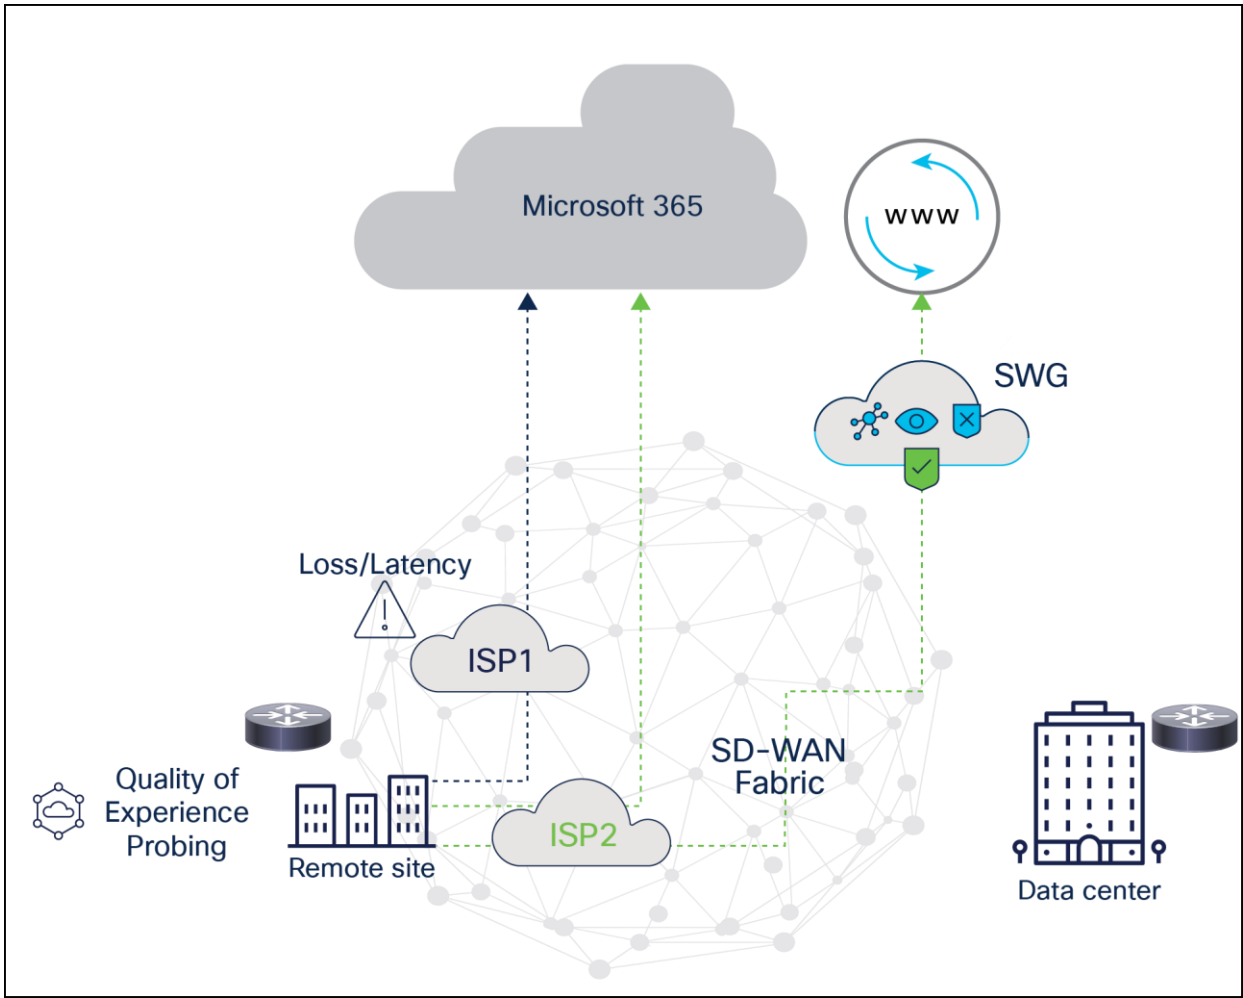 Microsoft 365
www
SWG
Loss/Latency
ISP1
SD-WAN
Fabric
Quality of
Experience
Probing
ISP2
Remote site
Data center